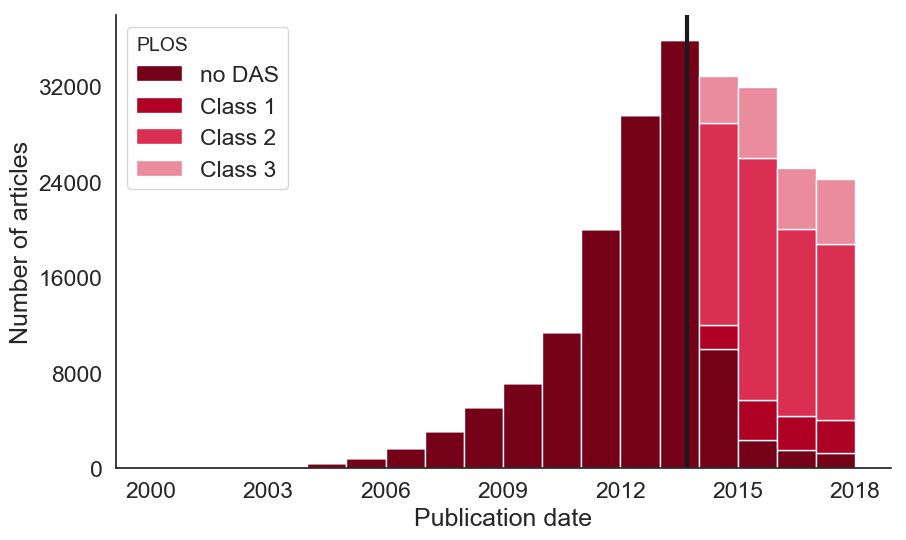 PLOS
no DAS
Class 1
Class 2
Class 3
Number of articles
32000
24000
16000
8000
0
2000 2003 2006 2009 2012 2015 2018
Publication date